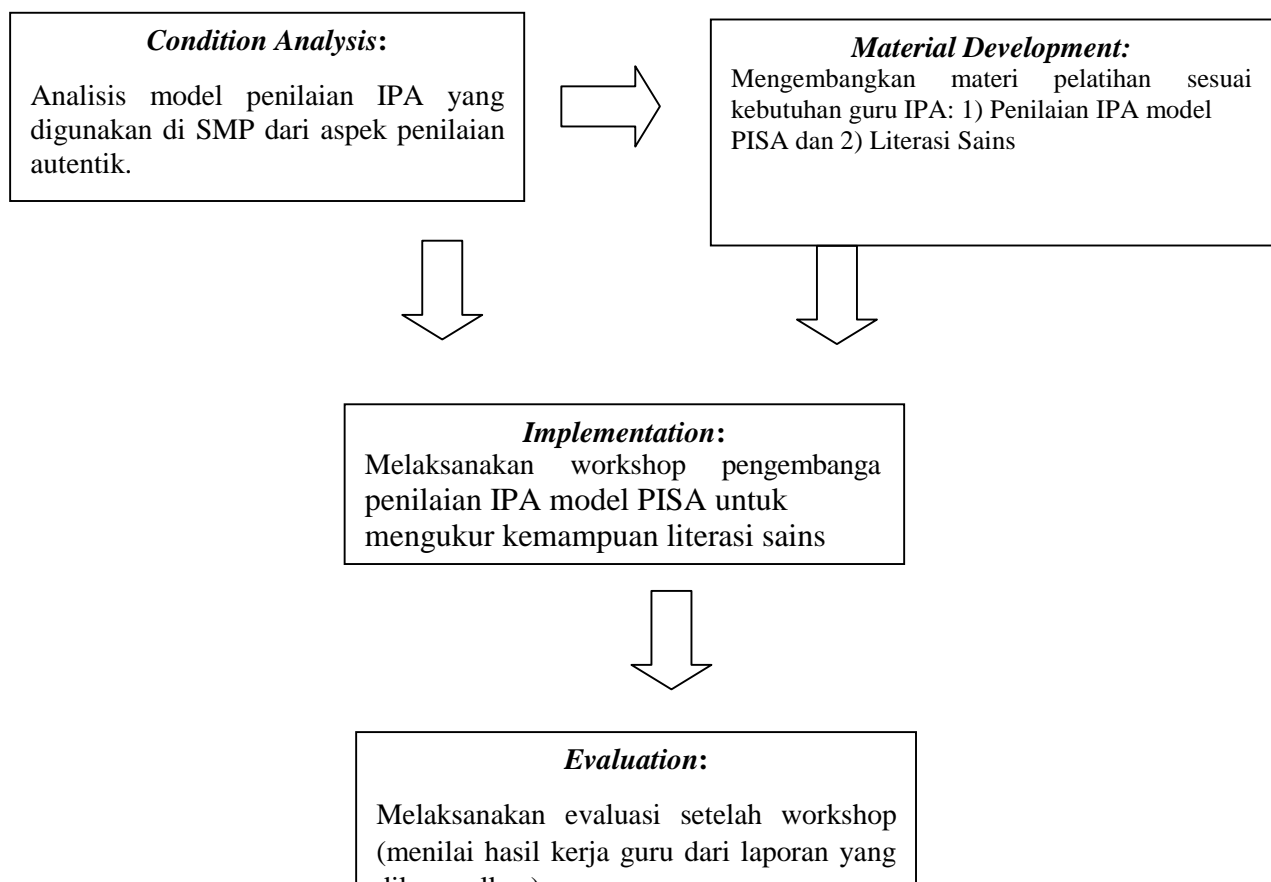 Condition Analysis:
Analisis model penilaian IPA yang
digunakan di SMP dari aspek penilaian
autentik.
Material Development:
Mengembangkan materi pelatihan sesuai
kebutuhan guru IPA: 1) Penilaian IPA model
PISA dan 2) Literasi Sains
Implementation:
Melaksanakan workshop pengembanga
penilaian IPA model PISA untuk
mengukur kemampuan literasi sains
Evaluation:
Melaksanakan evaluasi setelah workshop
(menilai hasil kerja guru dari laporan yang